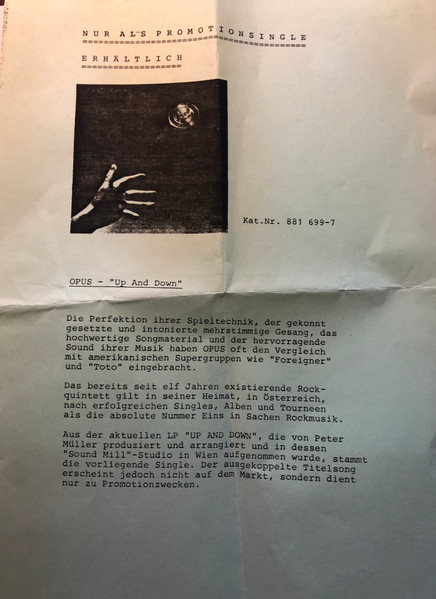 NUR ALS PROMOTIONSINGLE
ERHÄLTLICH
Kat.Nr. 881 699-7
OPUS - "Up And Down"
Die Perfektion ihrer Spieltechnik, der gekonnt
gesetzte und intonierte mehrstimmige Gesang, das
hochwertige Songmaterial und der hervorragende
Sound ihrer Musik haben OPUS oft den Vergleich
mit amerikanischen Supergruppen wie "Foreigner"
und "Toto" eingebracht.
Das bereits seit elf Jahren existierende Rock-
quintett gilt in seiner Heimat, in Österreich,
nach erfolgreichen Singles, Alben und Tourneen
als die absolute Nummer Eins in Sachen Rockmusik.
Aus der aktuellen LP "UP AND DOWN", die von Peter
Müller produziert und arrangiert und in dessen
"Sound Mill"-Studio in Wien aufgenommen wurde, stammt
die vorliegende Single. Der ausgekoppelte Titelsong
erscheint jedoch nicht auf dem Markt, sondern dient
nur zu Promotionzwecken.